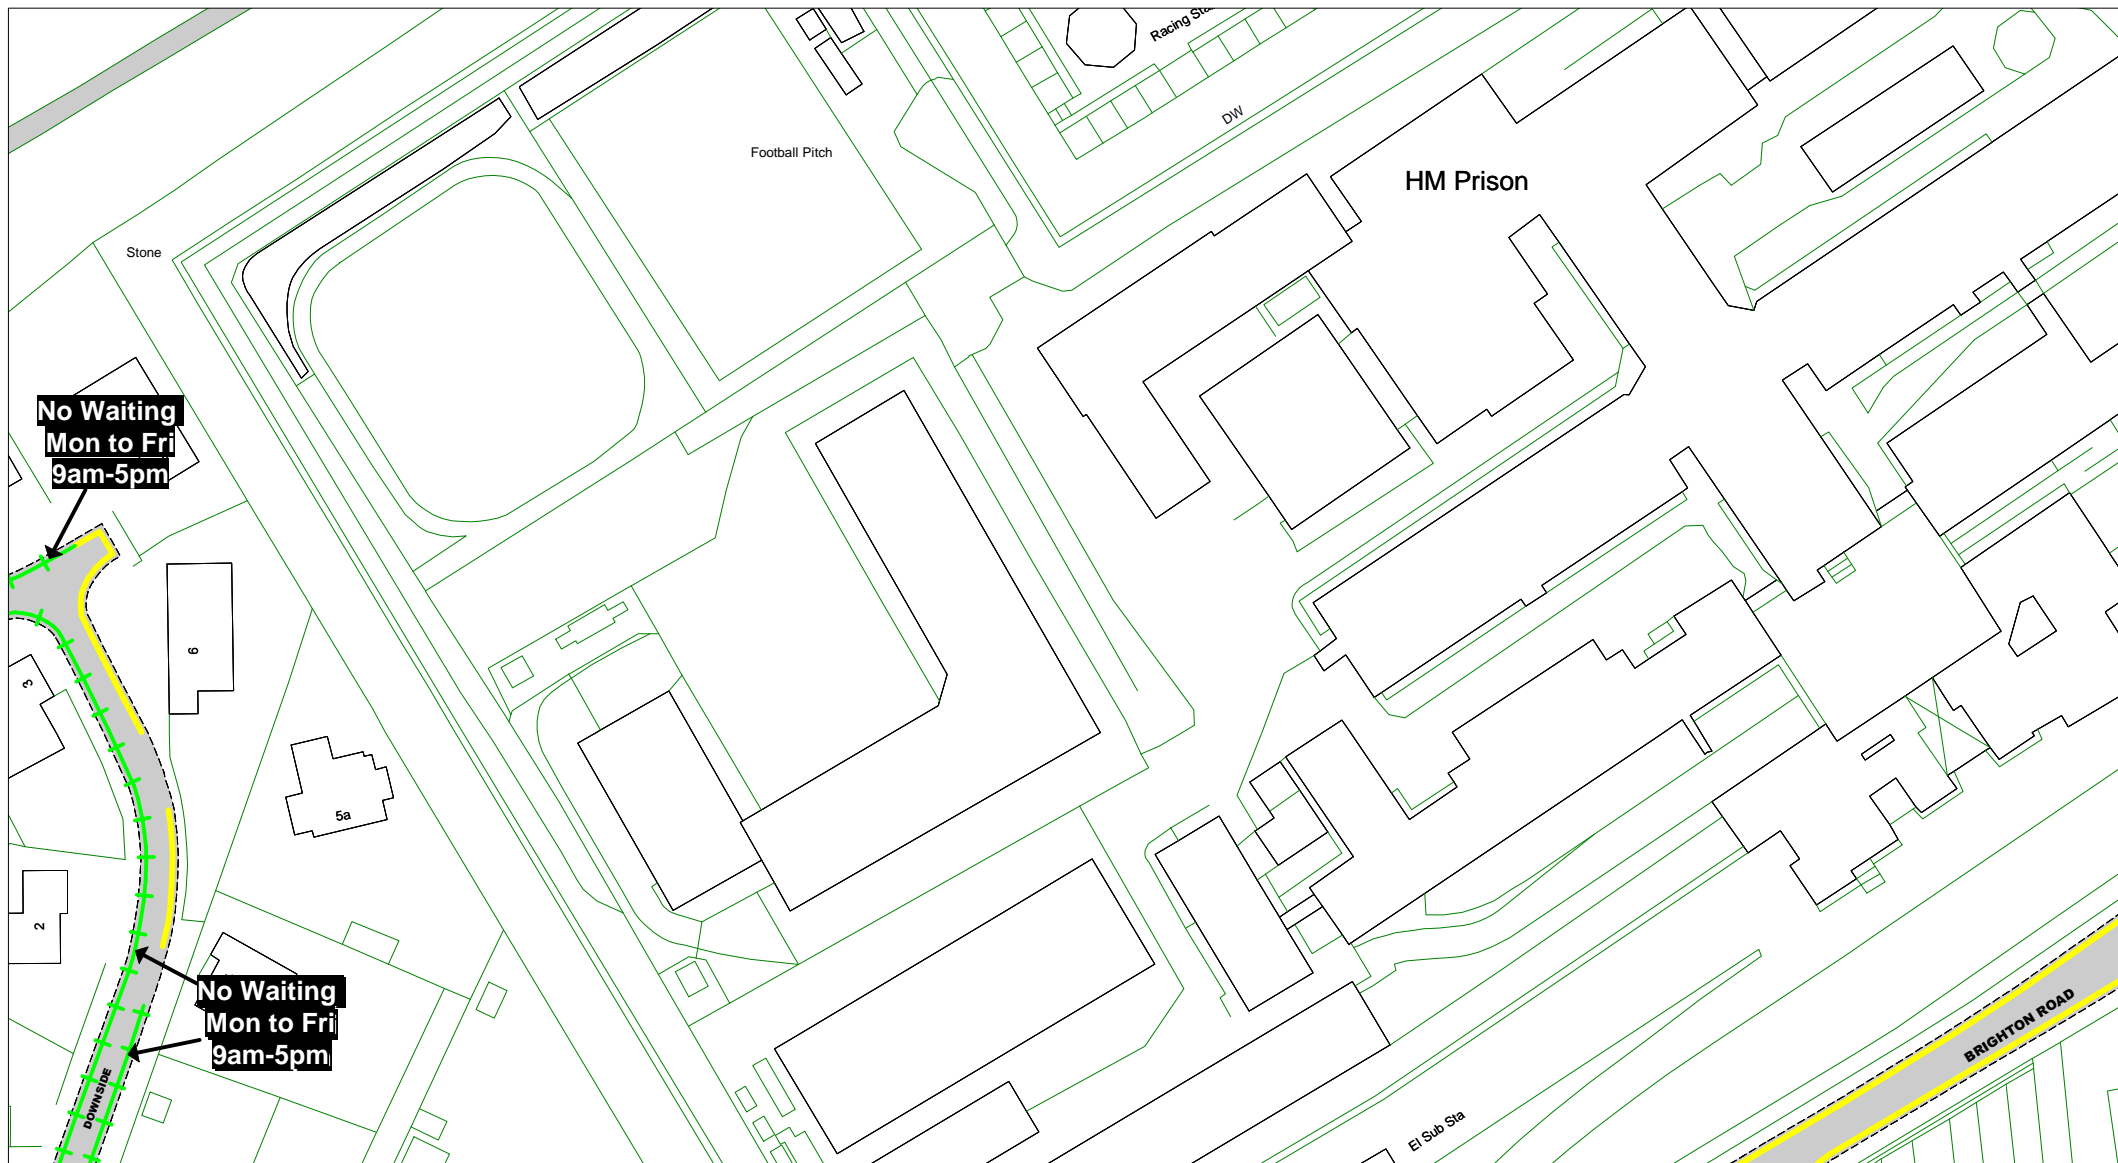 Racing Sta
DW
Football Pitch
HM Prison
Stone
No Waiting
Mon to Fri
9am-5pm
6
3
5a
2
No Waiting
Mon to Fri
9am-5pm
BRIGHTON ROAD
DOWNSIDE
El Sub Sta